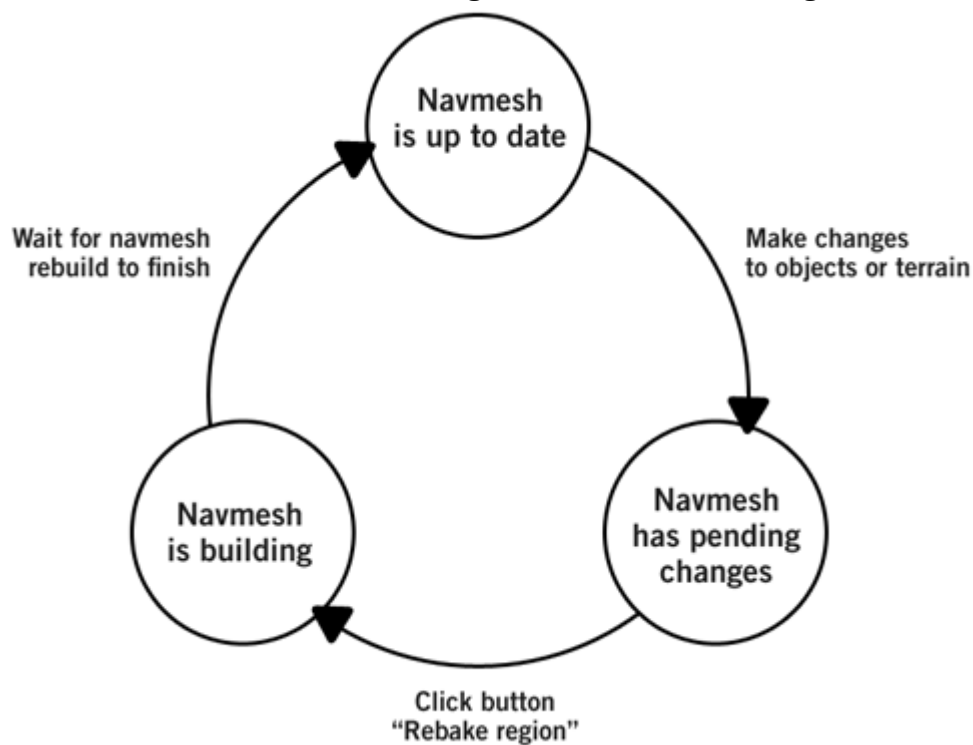 Navmesh
is up to date
Wait for navmesh
rebuild to finish
Make changes
to objects or terrain
Navmesh
is building
Navmesh
has pending
changes
Click button
“Rebake region”